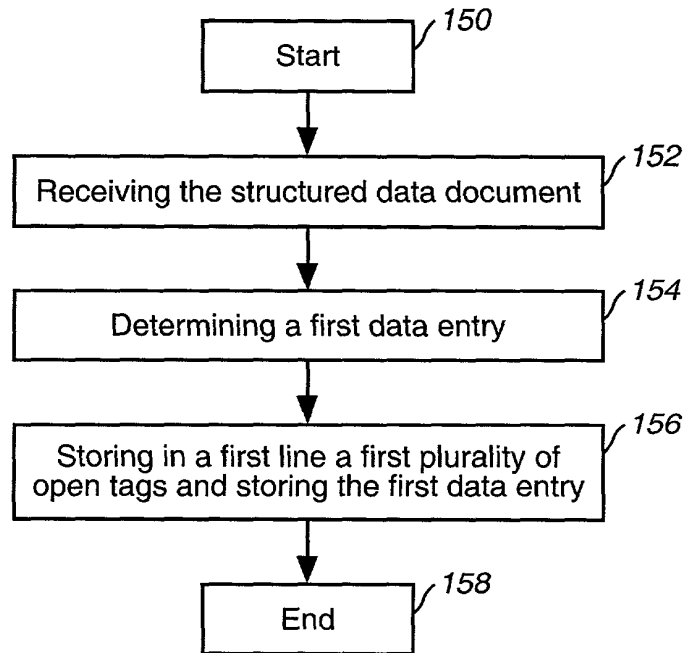 150
Start
152
Receiving the structured data document
154
Determining a first data entry
156
Storing in a first line a first plurality of
open tags and storing the first data entry
158
End